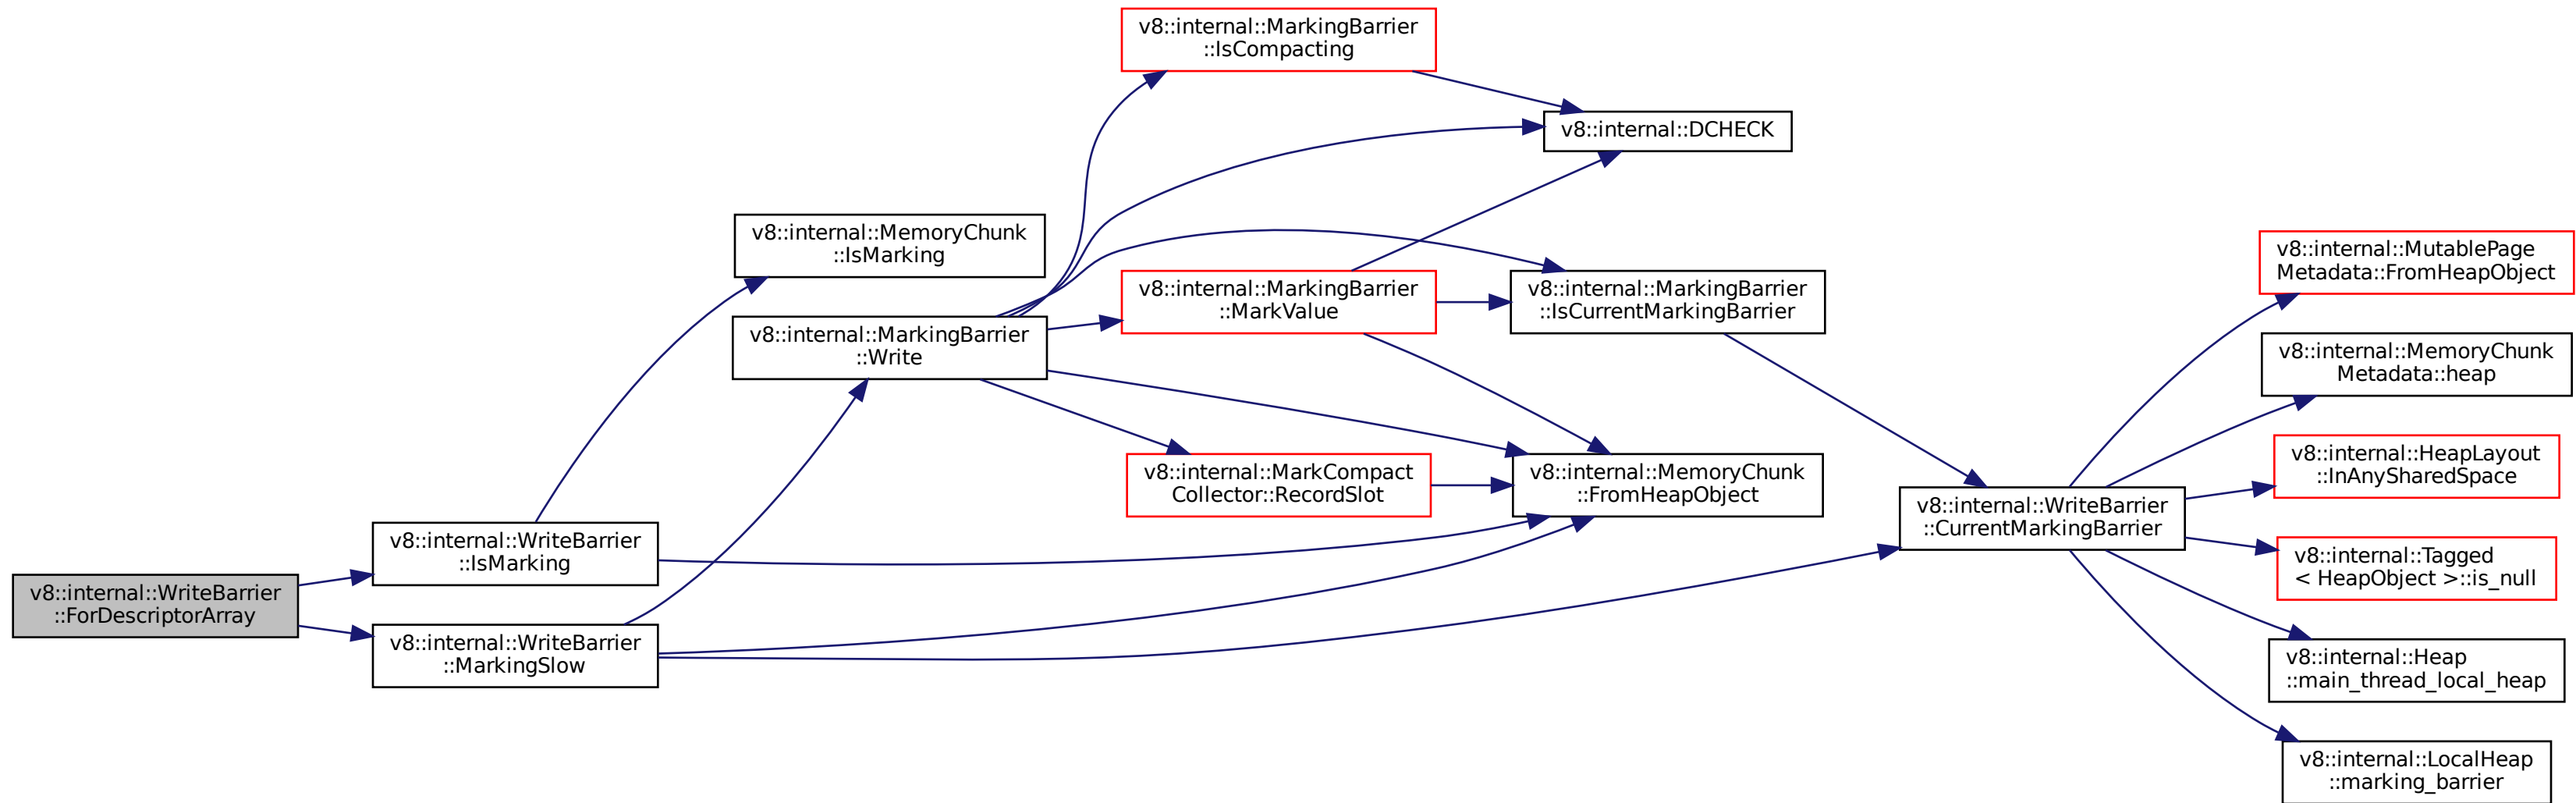 v8::internal::WriteBarrier
::ForDescriptorArray
v8::internal::WriteBarrier
::IsMarking
v8::internal::MemoryChunk
::IsMarking
v8::internal::WriteBarrier
::MarkingSlow
v8::internal::MarkingBarrier
::Write
v8::internal::MarkingBarrier
::IsCompacting
v8::internal::DCHECK
v8::internal::MarkingBarrier
::MarkValue
v8::internal::MarkingBarrier
::IsCurrentMarkingBarrier
v8::internal::MarkCompact
Collector::RecordSlot
v8::internal::MemoryChunk
::FromHeapObject
v8::internal::WriteBarrier
::CurrentMarkingBarrier
v8::internal::MutablePage
Metadata::FromHeapObject
v8::internal::MemoryChunk
Metadata::heap
v8::internal::HeapLayout
::InAnySharedSpace
v8::internal::Tagged
< HeapObject >::is_null
v8::internal::Heap
::main_thread_local_heap
v8::internal::LocalHeap
::marking_barrier